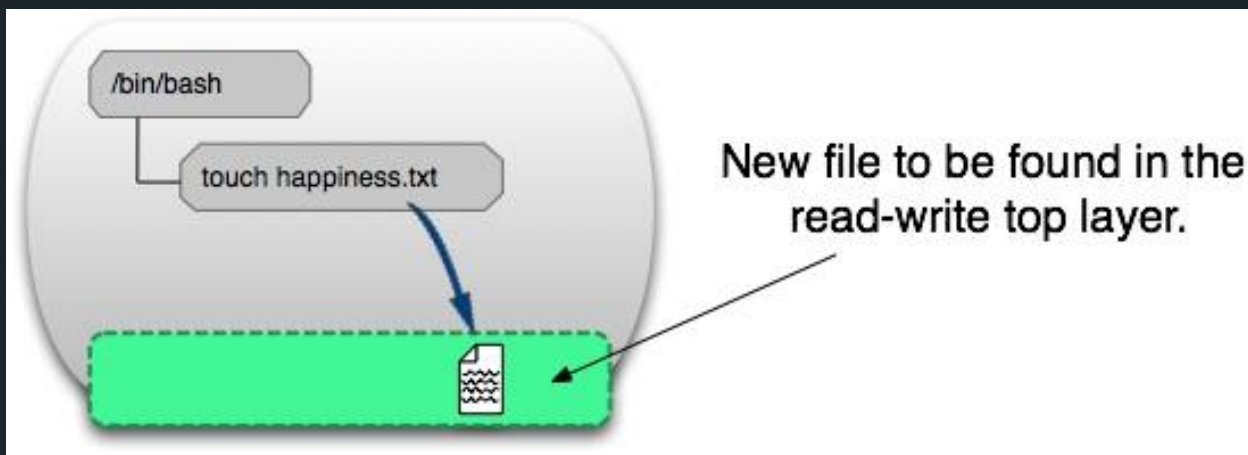 /bin/bash
touch happiness.txt
New file to be found in the
read-write top layer.